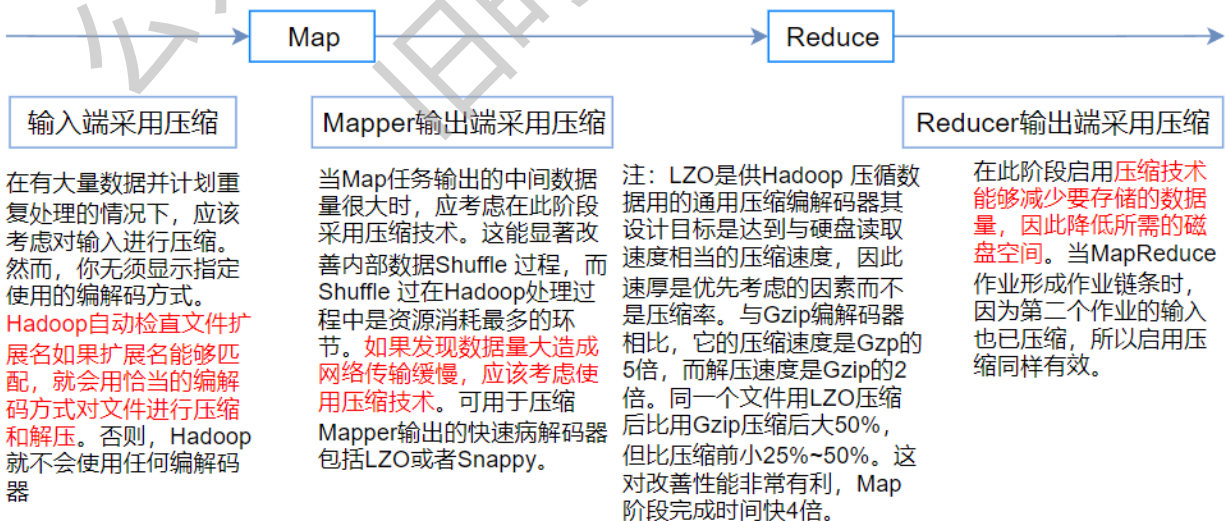 Map
Reduce
输入端采用压缩
Mapper输出端采用压缩
Reducer输出端采用压缩
在有大量数据并计划重
复处理的情况下，应该
考虑对输入进行压缩。
然而，你无须显示指定
使用的编解码方式。
Hadoop自动检直文件扩
展名如果扩展名能够匹
配，就会用恰当的编解
码方式对文件进行压缩
和解压。否则，Hadoop
就不会使用任何编解码
器
当Map任务输出的中间数据
量很大时，应考虑在此阶段
采用压缩技术。这能显著改
善内部数据Shuffle 过程，而
Shuffle 过在Hadoop处理过
程中是资源消耗最多的环
节。如果发现数据量大造成
网络传输缓慢，应该考虑使
用压缩技术。可用于压缩
Mapper输出的快速病解码器
包括LZO或者Snappy。
注：LZO是供Hadoop 压循数
据用的通用压缩编解码器其
设计目标是达到与硬盘读取
速度相当的压缩速度，因此
速厚是优先考虑的因素而不
是压缩率。与Gzip编解码器
相比，它的压缩速度是Gzp的
5倍，而解压速度是Gzip的2
倍。同一个文件用LZO压缩
后比用Gzip压缩后大50%，
但比压缩前小25%~50%。这
对改善性能非常有利，Map
阶段完成时间快4倍。
在此阶段启用压缩技术
能够减少要存储的数据
量，因此降低所需的磁
盘空间。当MapReduce
作业形成作业链条时，
因为第二个作业的输入
也已压缩，所以启用压
缩同样有效。